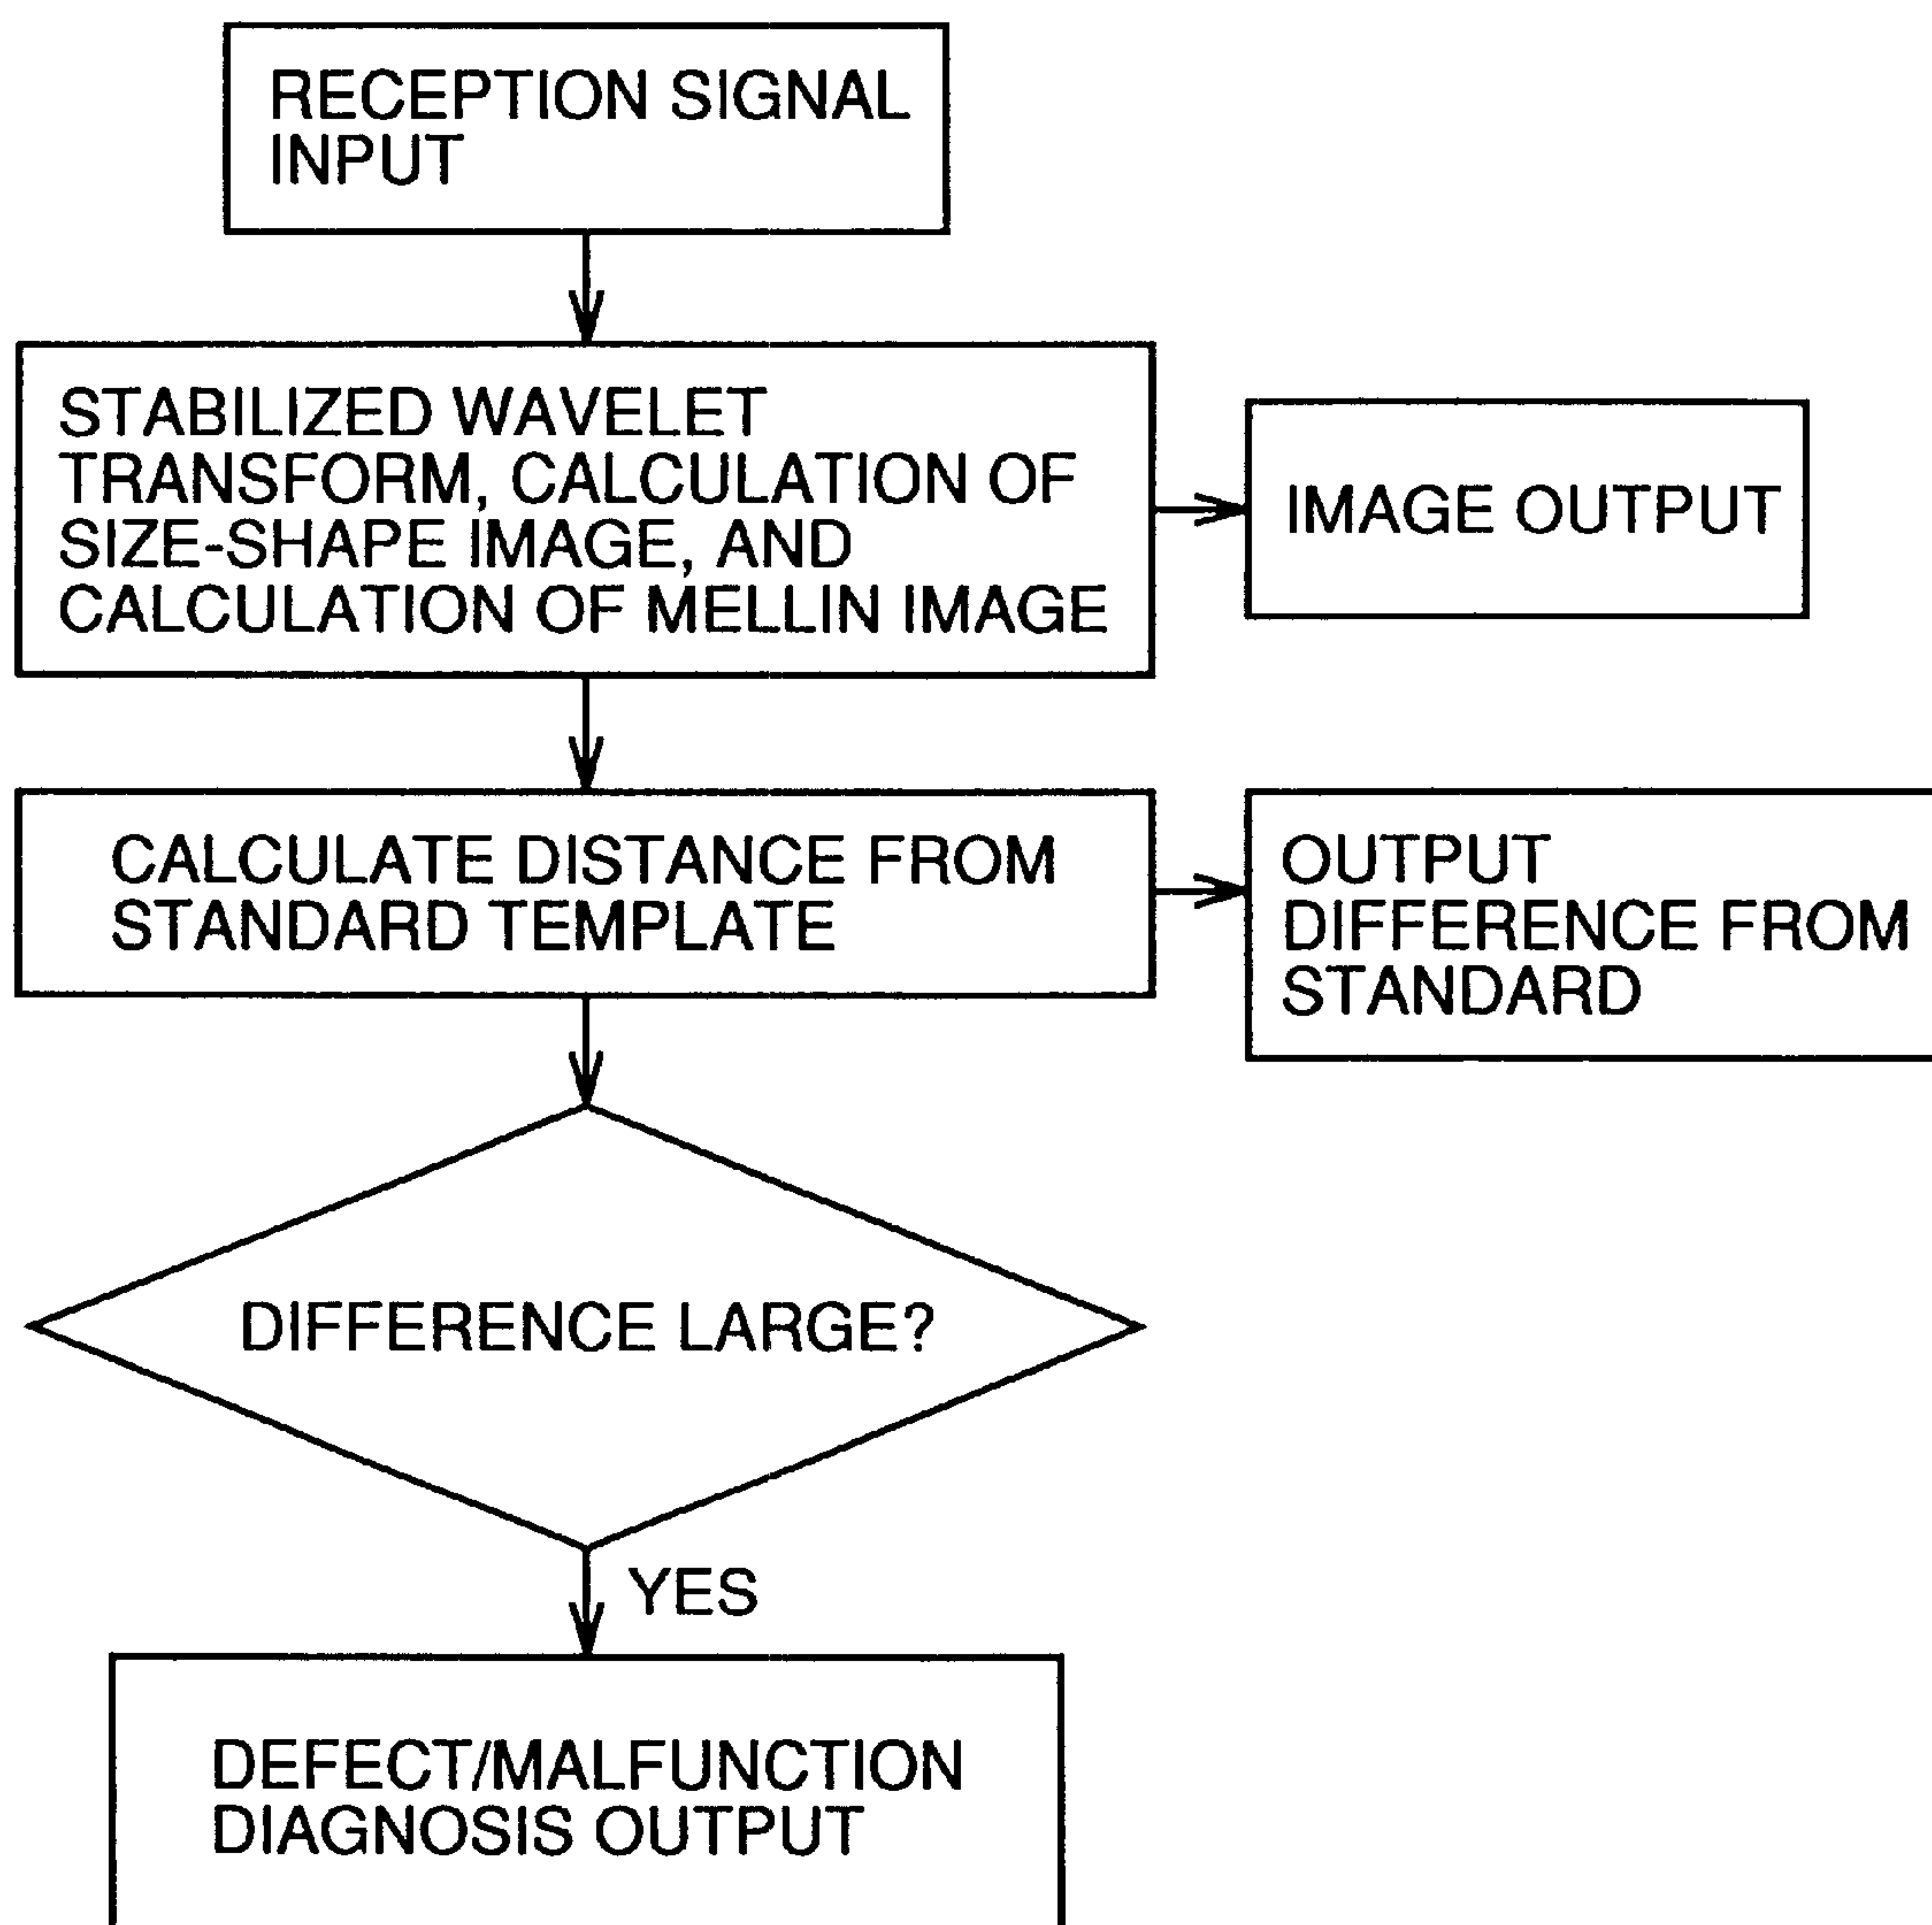 RECEPTION SIGNAL
INPUT
STABILIZED WAVELET
TRANSFORM, CALCULATION OF
SIZE-SHAPE IMAGE, AND
CALCULATION OF MELLIN IMAGE
IMAGE OUTPUT
CALCULATE DISTANCE FROM
STANDARD TEMPLATE
OUTPUT
DIFFERENCE FROM
STANDARD
DIFFERENCE LARGE?
YES
DEFECT/MALFUNCTION
DIAGNOSIS OUTPUT